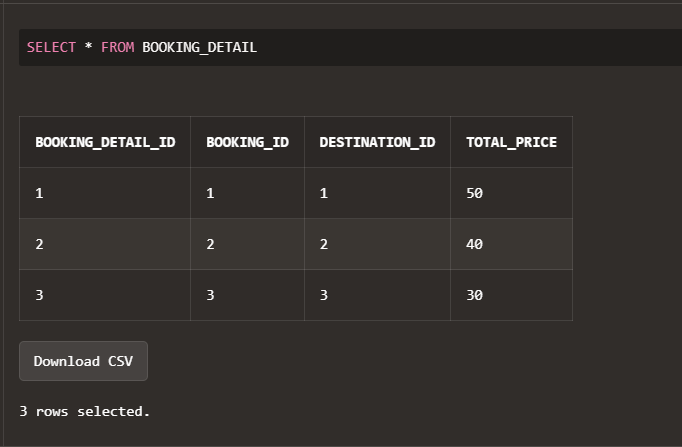 SELECT * FROM BOOKING_DETAIL
BOOKING_DETAIL_ID BOOKING_ID DESTINATION_ID TOTAL_PRICE
1 1 1 50
2 2 2 40
3 3 3 30
Download CSV
3 rows selected.